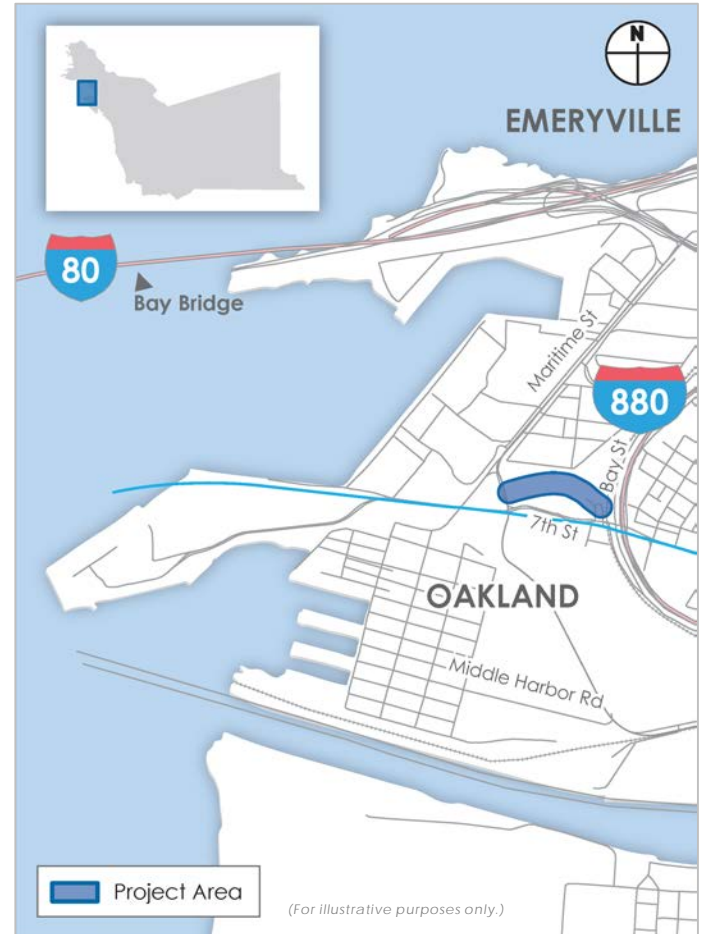 N
EMERYVILLE
80
Bay Bridge
Maritime St
880
Bay St
7th St
OAKLAND
Middle Harbor Rd
Project Area
(For illustrative purposes only.)